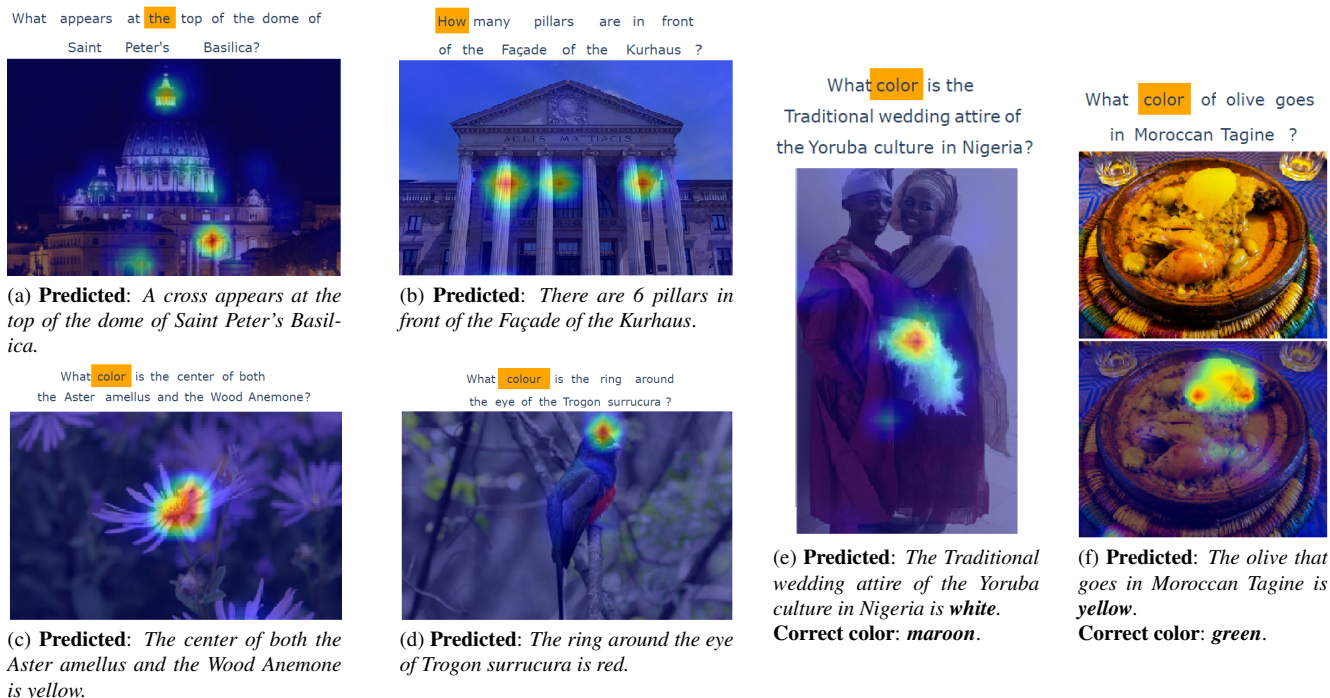 What appears at the top of the dome of
Saint Peter's Basilica?
(a) Predicted: A cross appears at the
top of the dome of Saint Peter's Basil-
ica.
How many pillars are in front
of the Façade of the Kurhaus ?
AQUIS MATTIACIS
(b) Predicted: There are 6 pillars in
front of the Façade of the Kurhaus.
What color is the center of both
the Aster amellus and the Wood Anemone?
(c) Predicted: The center of both the
Aster amellus and the Wood Anemone
is yellow.
What colour is the ring around
the eye of the Trogon surrucura ?
(d) Predicted: The ring around the eye
of Trogon surrucura is red.
What color is the
Traditional wedding attire of
the Yoruba culture in Nigeria?
(e) Predicted: The Traditional
wedding attire of the Yoruba
culture in Nigeria is white.
Correct color: maroon.
What color of olive goes
in Moroccan Tagine ?
(f) Predicted: The olive that
goes in Moroccan Tagine is
yellow.
Correct color: green.